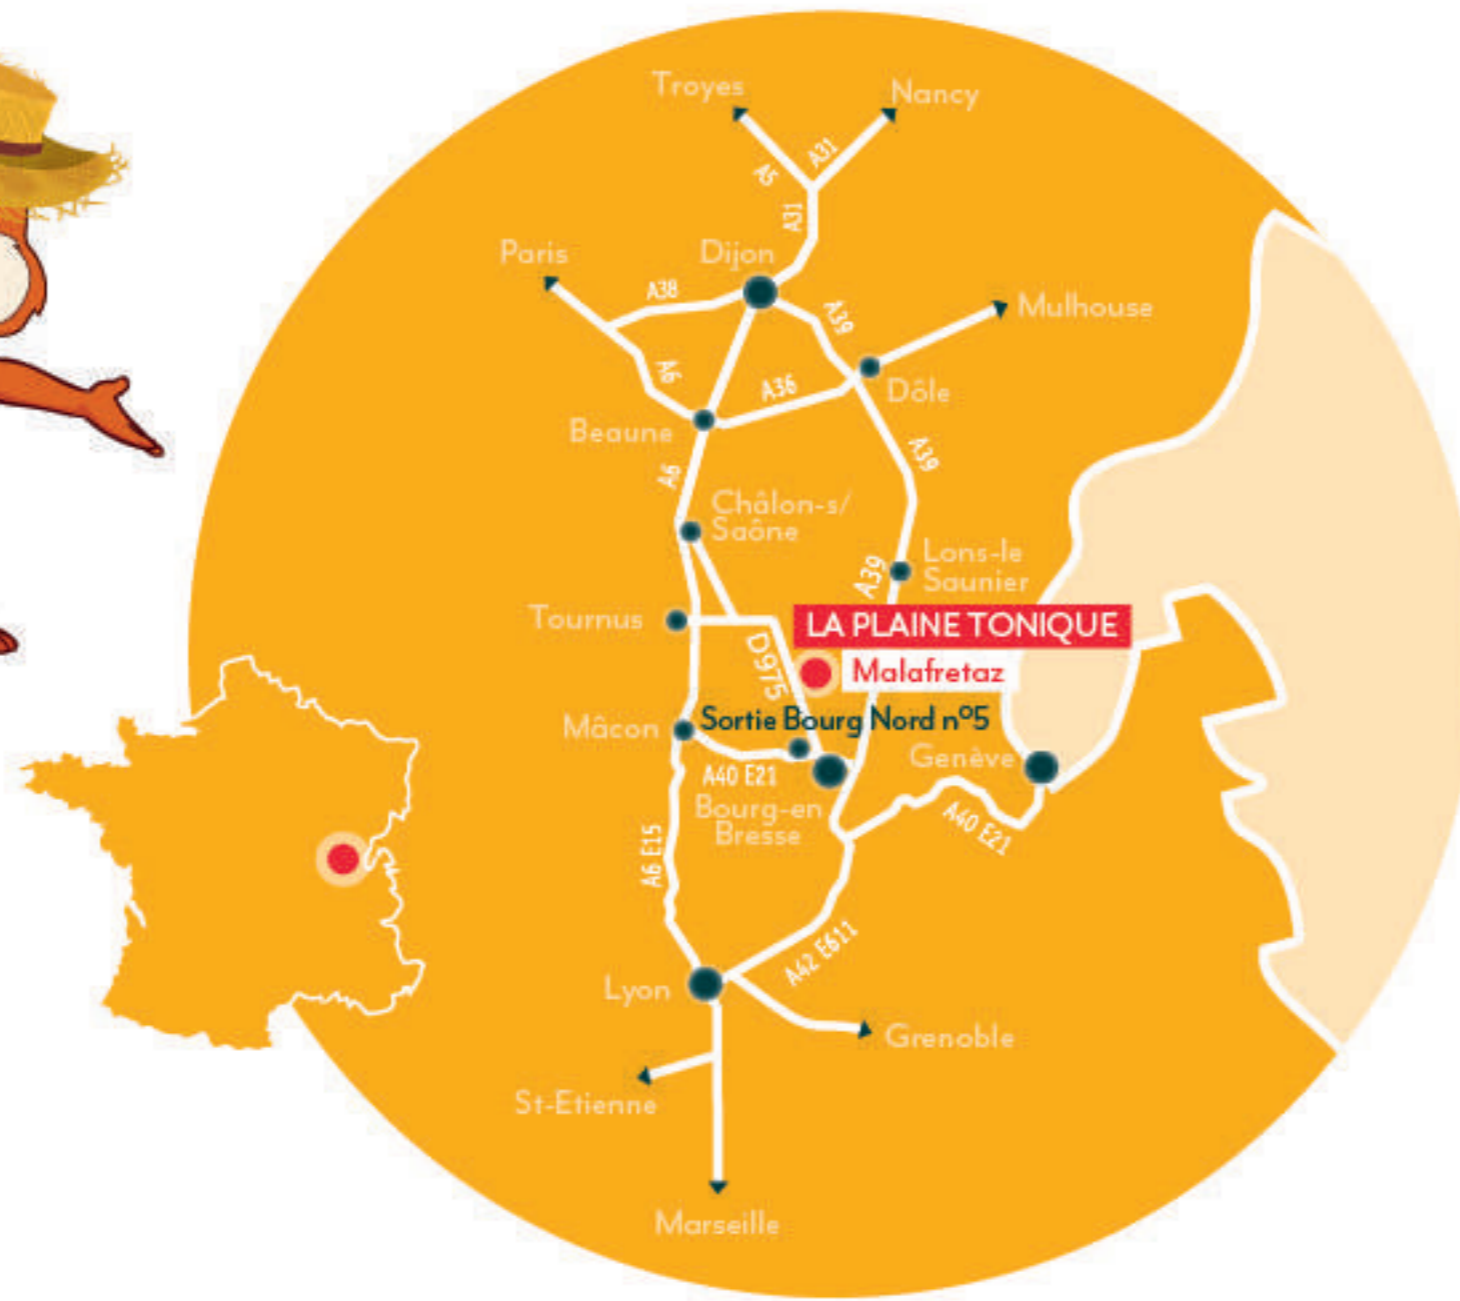 Troyes
Nancy
A5
A31
A31
Paris
Dijon
A38
A39
Mulhouse
A6
A36
Dôle
Beaune
A6
A39
Châlon-s/
Saône
Lons-le
Saunier
A39
Tournus
LA PLAINE TONIQUE
D975
Malafretaz
Mâcon
Sortie Bourg Nord nº5
Genève
A40 E21
Bourg-en
Bresse
A40 E21
A6 E15
A42 E611
Lyon
Grenoble
St-Etienne
Marseille